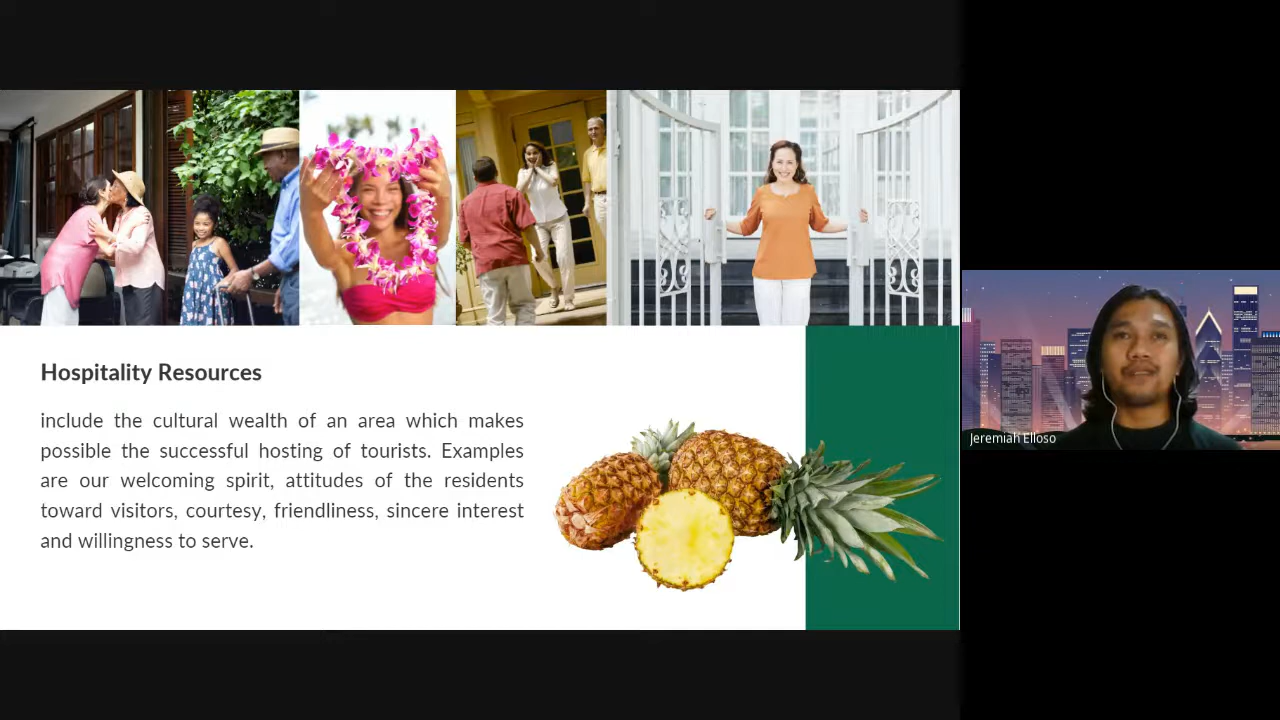 Hospitality Resources
include the cultural wealth of an area which makes
possible the successful hosting of tourists. Examples
are our welcoming spirit, attitudes of the residents
toward visitors, courtesy, friendliness, sincere interest
and willingness to serve.
Jeremiah Elloso